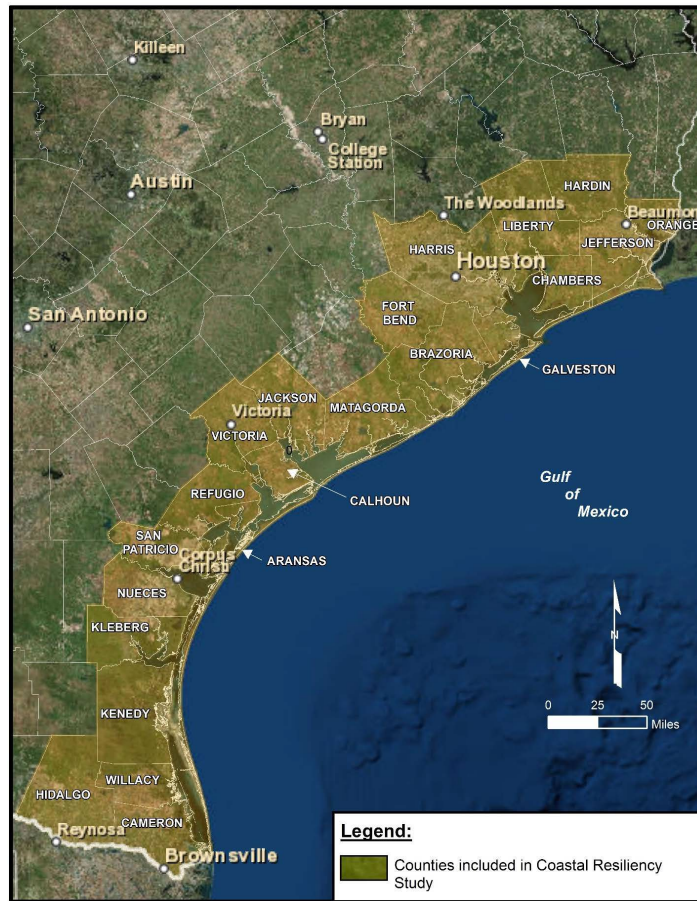 Killeen
Bryan
College
Station
Austin
HARDIN
The Woodlands
Beaumon
LIBERTY
ORANGE
HARRIS
JEFFERSON
Houston
CHAMBERS
San Antonio
FORT
BEND
BRAZORIA
GALVESTON
JACKSON
MATAGORDA
Victoria
VICTORIA
0
Gulf
of
Mexico
REFUGIO
CALHOUN
SAN
PATRICIO
Corpus
Christi
ARANSAS
NUECES
KLEBERG
N
KENEDY
0 25 50
Miles
WILLACY
HIDALGO
CAMERON
Reynosa
Brownsville
Legend:
Counties included in Coastal Resiliency
Study